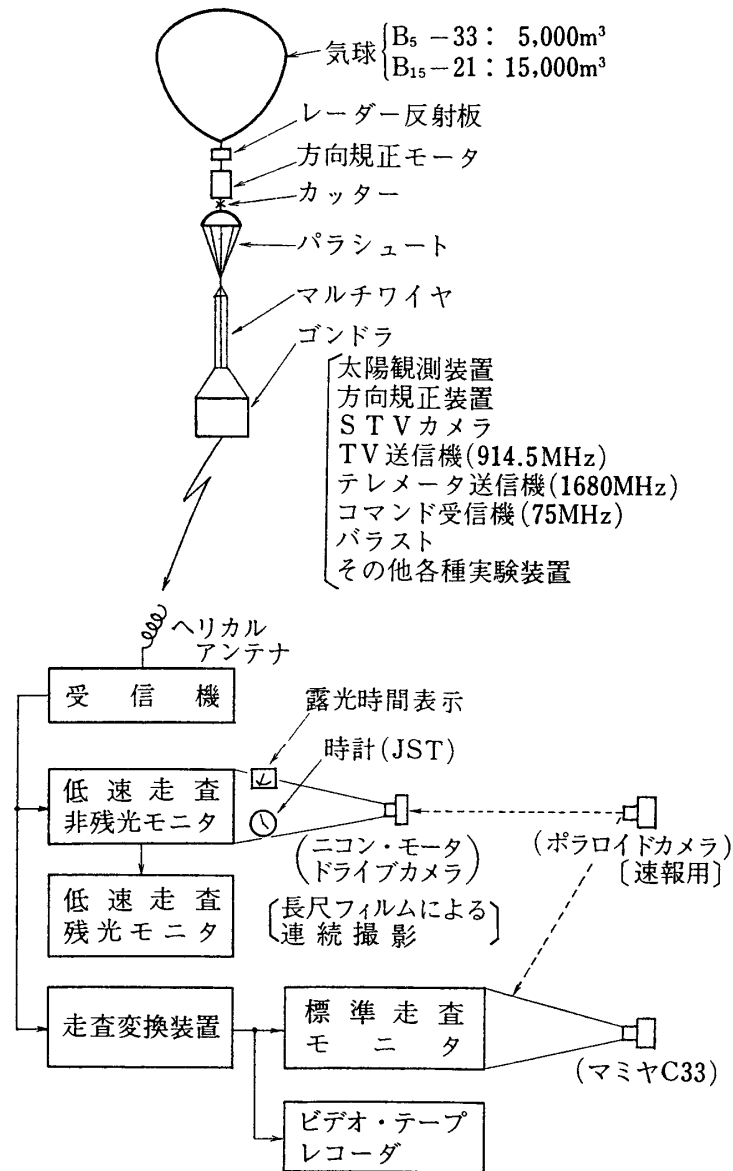 気球 B₅－33： 5,000m³
B₁₅－21：15,000m³
レーダー反射板
方向規正モータ
カッター
パラシュート
マルチワイヤ
ゴンドラ
太陽観測装置
方向規正装置
ＳＴＶカメラ
TV送信機(914.5MHz)
テレメータ送信機(1680MHz)
コマンド受信機(75MHz)
バラスト
その他各種実験装置
ヘリカル
アンテナ
受信機
露光時間表示
時計(JST)
低速走査
非残光モニタ
(ニコン・モータ
ドライブカメラ)
(ポラロイドカメラ)
〔速報用〕
低速走査
残光モニタ
〔長尺フィルムによる
連続撮影〕
走査変換装置
標準走査
モニタ
(マミヤC33)
ビデオ・テープ
レコーダ